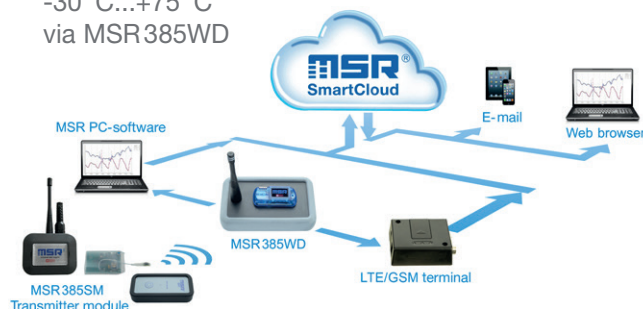 -30 °C...+75 °C
via MSR385WD
MSR®
SmartCloud
MSR PC-software
E-mail
Web browser
MSR385WD
MSR
LTE/GSM terminal
MSR385SM
Transmitter module